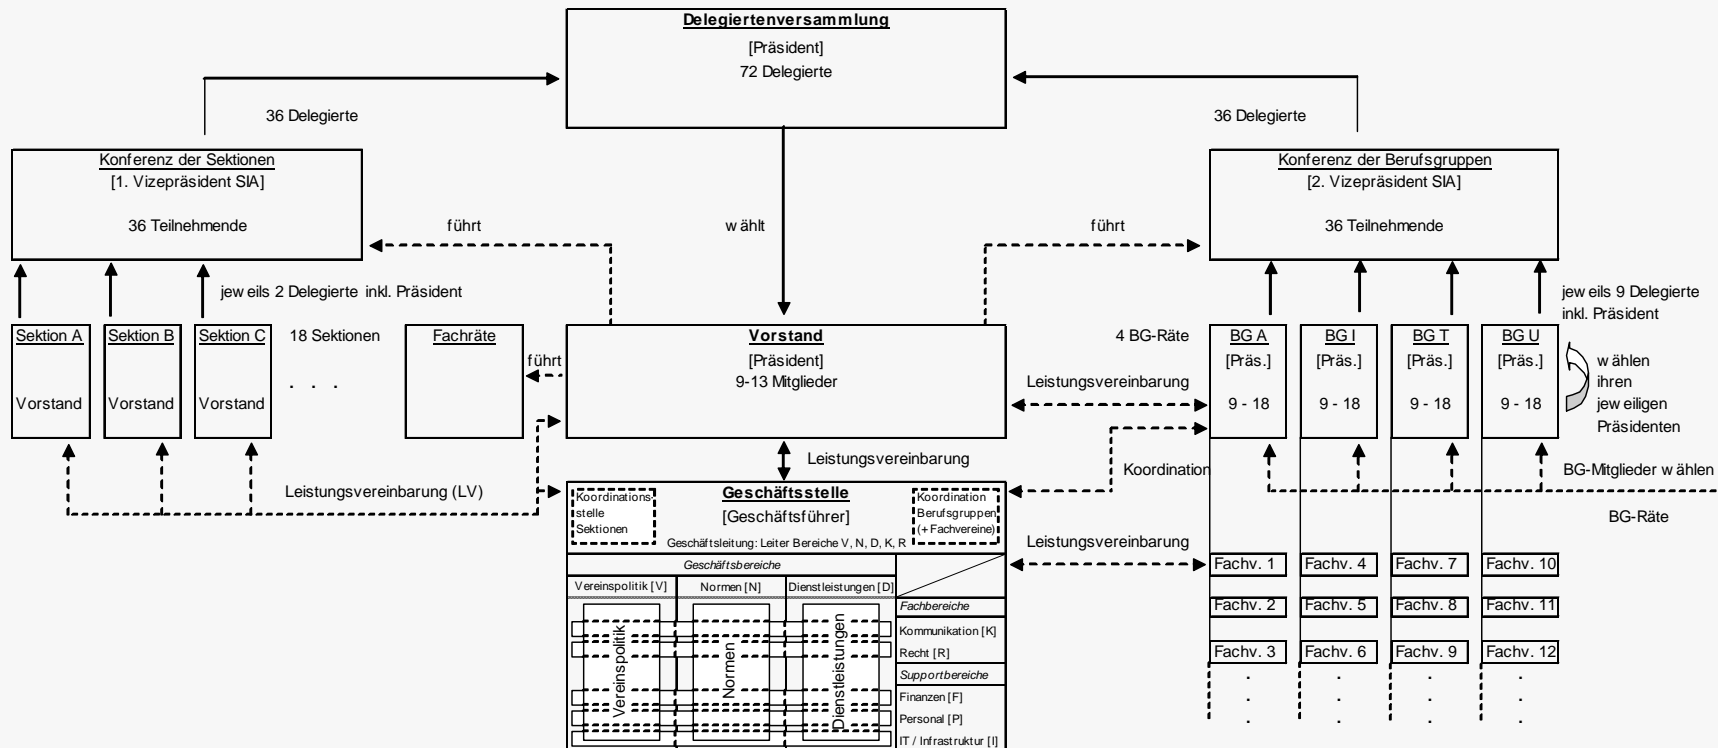 Delegiertenversammlung
[Präsident]
72 Delegierte
36 Delegierte
36 Delegierte
Konferenz der Sektionen
[1. Vizepräsident SIA]
36 Teilnehmende
Konferenz der Berufsgruppen
[2. Vizepräsident SIA]
36 Teilnehmende
führt
wählt
führt
jeweils 2 Delegierte inkl. Präsident
jeweils 9 Delegierte
inkl. Präsident
Sektion A
Vorstand
Sektion B
Vorstand
Sektion C
Vorstand
18 Sektionen
. . .
Fachräte
führt
Vorstand
[Präsident]
9-13 Mitglieder
4 BG-Räte
BG A
[Präs.]
9 - 18
BG I
[Präs.]
9 - 18
BG T
[Präs.]
9 - 18
BG U
[Präs.]
9 - 18
wählen
ihren
jeweiligen
Präsidenten
Leistungsvereinbarung
Leistungsvereinbarung
Koordination
BG-Mitglieder wählen
BG-Räte
Leistungsvereinbarung (LV)
Koordinations-
stelle
Sektionen
Geschäftsstelle
[Geschäftsführer]
Koordination
Berufsgruppen
(+ Fachvereine)
Geschäftsleitung: Leiter Bereiche V, N, D, K, R
Leistungsvereinbarung
Geschäftsbereiche
Vereinspolitik [V]
Normen [N]
Dienstleistungen [D]
Vereinspolitik
Normen
Dienstleistungen
Fachbereiche
Kommunikation [K]
Recht [R]
Supportbereiche
Finanzen [F]
Personal [P]
IT / Infrastruktur [I]
Fachv. 1
Fachv. 4
Fachv. 7
Fachv. 10
Fachv. 2
Fachv. 5
Fachv. 8
Fachv. 11
Fachv. 3
Fachv. 6
Fachv. 9
Fachv. 12
. . . .
. . . .
. . . .